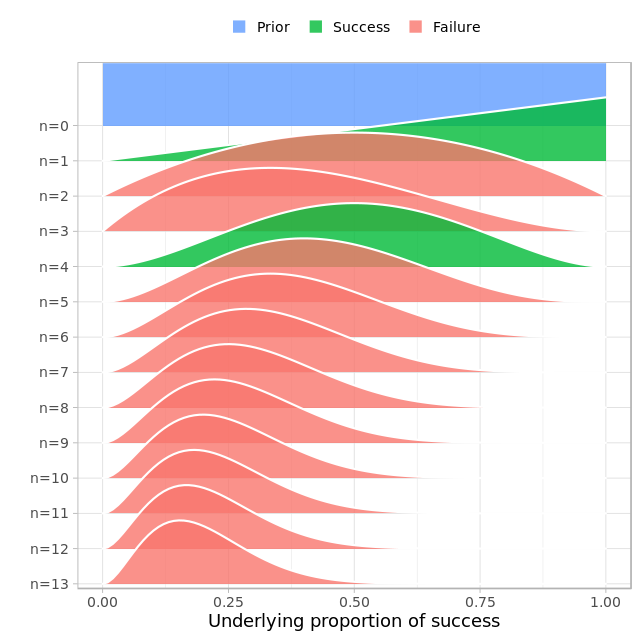 Prior Success Failure
n=0
n=1
n=2
n=3
n=4
n=5
n=6
n=7
n=8
n=9
n=10
n=11
n=12
n=13
0.00 0.25 0.50 0.75 1.00
Underlying proportion of success